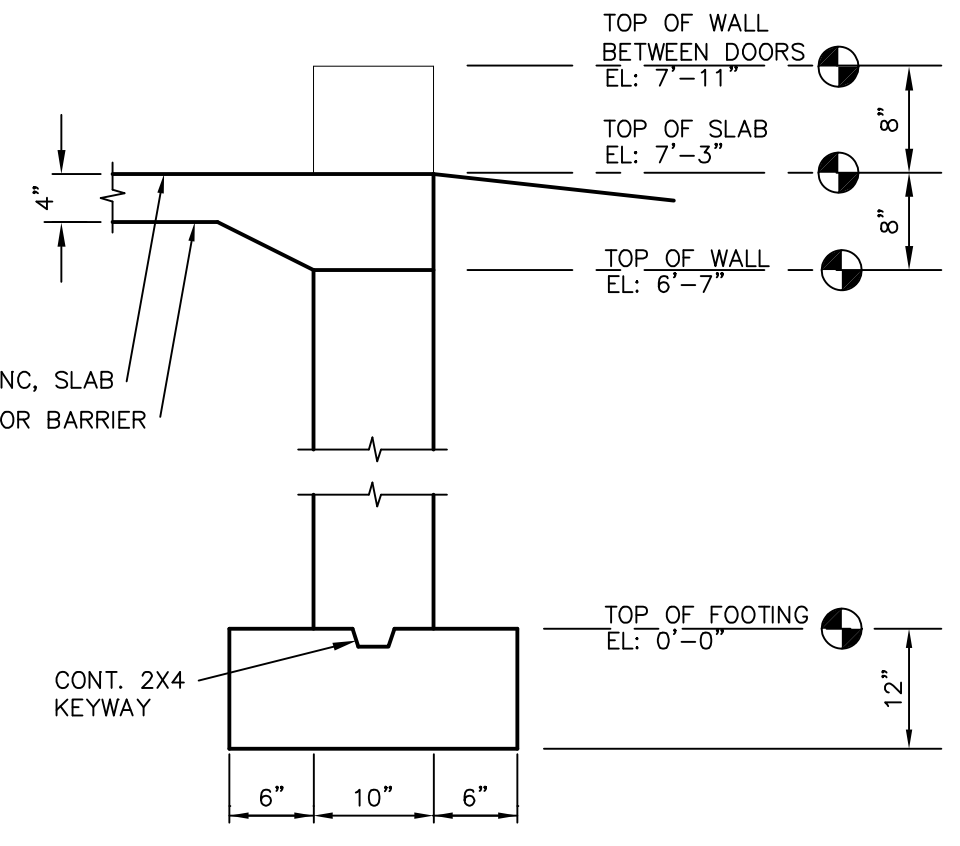 TOP OF WALL
BETWEEN DOORS
EL: 7'-11"
8"
TOP OF SLAB
EL: 7'-3"
4"
8"
TOP OF WALL
EL: 6'-7"
NC, SLAB
OR BARRIER
TOP OF FOOTING
EL: 0'-0"
CONT. 2X4
KEYWAY
12"
6" 10" 6"